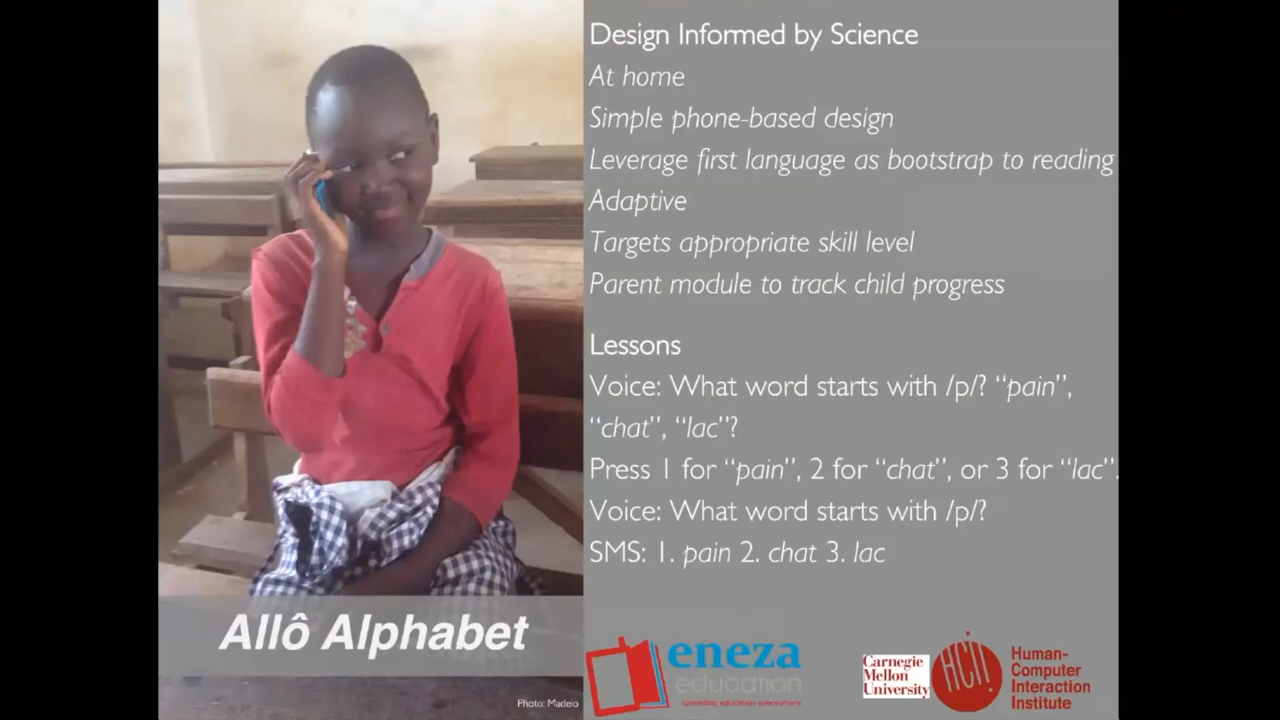 Design Informed by Science
At home
Simple phone-based design
Leverage first language as bootstrap to reading
Adaptive
Targets appropriate skill level
Parent module to track child progress
Lessons
Voice: What word starts with /p/? “pain”,
“chat”, “lac”?
Press 1 for “pain”, 2 for “chat”, or 3 for “lac”.
Voice: What word starts with /p/?
SMS: 1. pain 2. chat 3. lac
Allô Alphabet
Photo: Madeio
eneza
education
spreading education everywhere
Carnegie
Mellon
University
HCII
Human-
Computer
Interaction
Institute